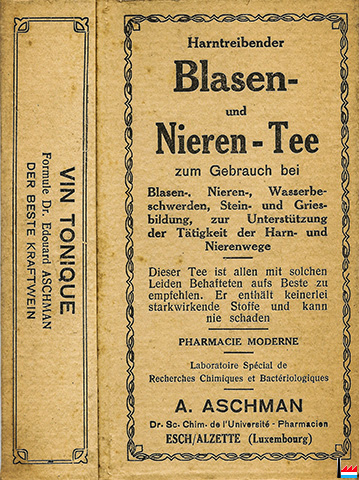 VIN TONIQUE
Formule Dr. Edouard ASCHMAN
DER BESTE KRAFTWEIN
Harntreibender
Blasen-
und
Nieren-Tee
zum Gebrauch bei
Blasen-, Nieren-, Wasserbe-
schwerden, Stein- und Gries-
bildung, zur Unterstützung
der Tätigkeit der Harn- und
Nierenwege
Dieser Tee ist allen mit solchen
Leiden Behafteten aufs Beste zu
empfehlen. Er enthält keinerlei
starkwirkende Stoffe und kann
nie schaden
PHARMACIE MODERNE
Laboratoire Spécial de
Recherches Chimiques et Bactériologiques
A. ASCHMAN
Dr. Sc. Chim. de l'Université - Pharmacien
ESCH/ALZETTE (Luxembourg)